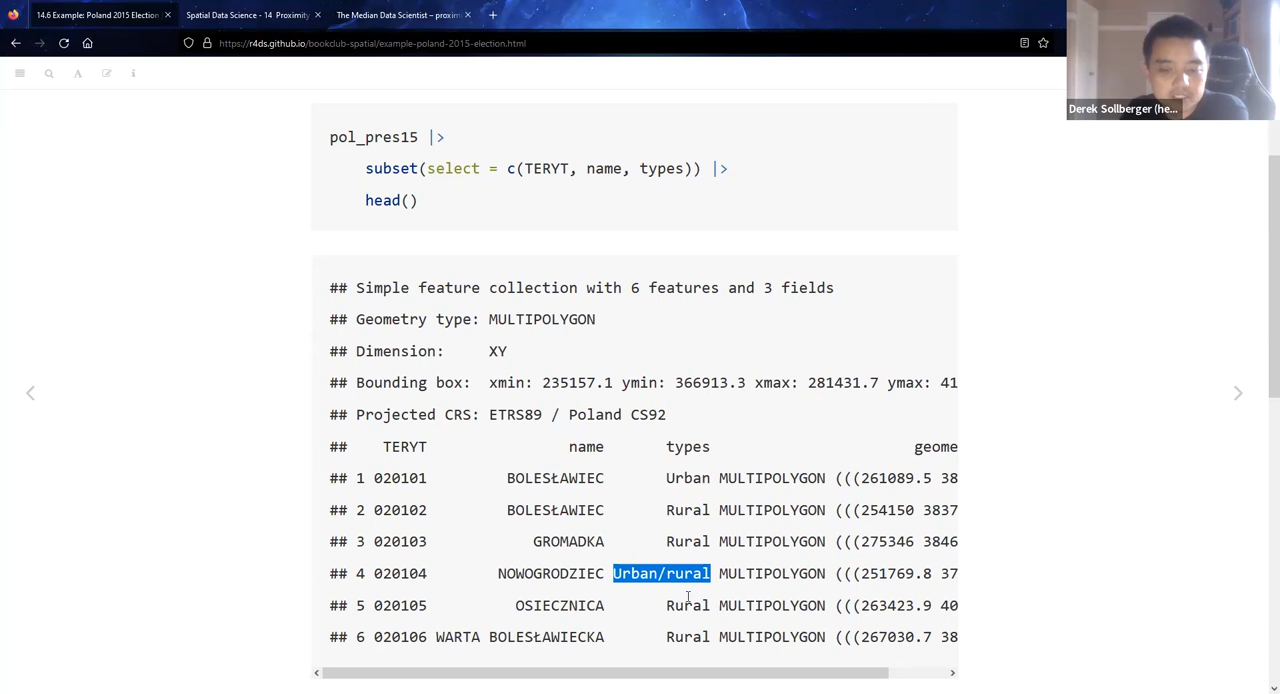 14.6 Example: Poland 2015 Election
Spatial Data Science - 14 Proximity
The Median Data Scientist – proxim
https://r4ds.github.io/bookclub-spatial/example-poland-2015-election.html
Derek Sollberger (he...
pol_pres15 |>
subset(select = c(TERYT, name, types)) |>
head()
## Simple feature collection with 6 features and 3 fields
## Geometry type: MULTIPOLYGON
## Dimension: XY
## Bounding box: xmin: 235157.1 ymin: 366913.3 xmax: 281431.7 ymax: 41
## Projected CRS: ETRS89 / Poland CS92
## TERYT name types geome
## 1 020101 BOLESŁAWIEC Urban MULTIPOLYGON (((261089.5 38
## 2 020102 BOLESŁAWIEC Rural MULTIPOLYGON (((254150 3837
## 3 020103 GROMADKA Rural MULTIPOLYGON (((275346 3846
## 4 020104 NOWOGRODZIEC Urban/rural MULTIPOLYGON (((251769.8 37
## 5 020105 OSIECZNICA Rural MULTIPOLYGON (((263423.9 40
## 6 020106 WARTA BOLESŁAWIECKA Rural MULTIPOLYGON (((267030.7 38